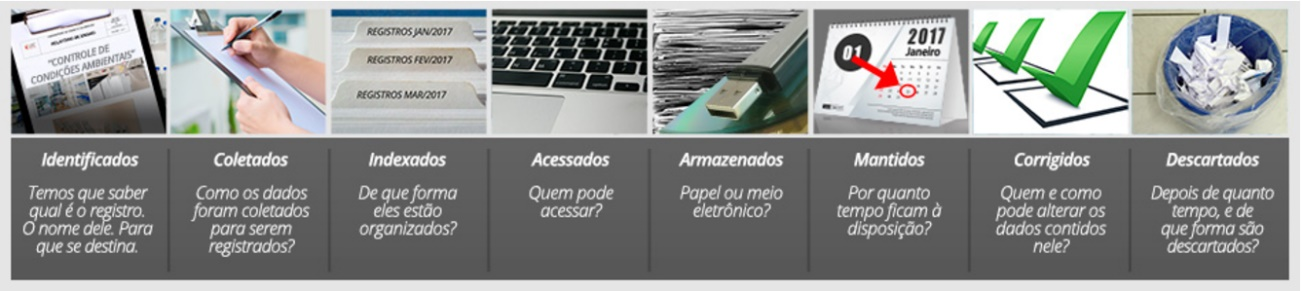 "CONTROLE DE
CONDIÇÕES AMBIENTAIS"
REGISTROS JAN/2017
REGISTROS FEV/2017
REGISTROS MAR/2017
01
2017
Janeiro
Identificados
Temos que saber
qual é o registro.
O nome dele. Para
que se destina.
Coletados
Como os dados
foram coletados
para serem
registrados?
Indexados
De que forma
eles estão
organizados?
Acessados
Quem pode
acessar?
Armazenados
Papel ou meio
eletrônico?
Mantidos
Por quanto
tempo ficam à
disposição?
Corrigidos
Quem e como
pode alterar os
dados contidos
nele?
Descartados
Depois de quanto
tempo, e de
que forma são
descartados?